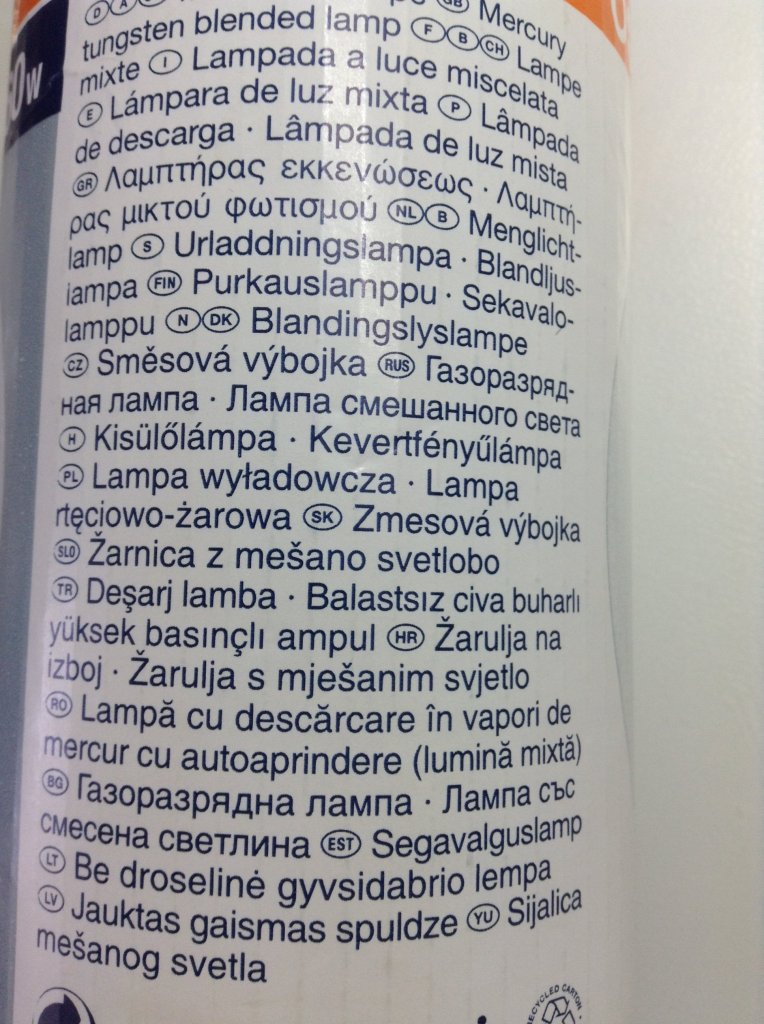 D A GB Mercury
tungsten blended lamp F B CH Lampe
mixte I Lampada a luce miscelata
E Lámpara de luz mixta P Lâmpada
de descarga · Lâmpada de luz mista
GR Λαμπτήρας εκκενώσεως · Λαμπτή-
ρας μικτού φωτισμού NL B Menglicht-
lamp S Urladdningslampa · Blandljus-
lampa FIN Purkauslamppu · Sekavalo-
lamppu N DK Blandingslyslampe
CZ Směsová výbojka RUS Газоразряд-
ная лампа · Лампа смешанного света
H Kisülőlámpa · Kevertfényűlámpa
PL Lampa wyładowcza · Lampa
rtęciowo-żarowa SK Zmesová výbojka
SLO Žarnica z mešano svetlobo
TR Deşarj lamba · Balastsız civa buharlı
yüksek basınçlı ampul HR Žarulja na
izboj · Žarulja s mješanim svjetlo
RO Lampă cu descărcare în vapori de
mercur cu autoaprindere (lumină mixtă)
BG Газоразрядна лампа · Лампа със
смесена светлина EST Segavalguslamp
LT Be droselinė gyvsidabrio lempa
LV Jauktas gaismas spuldze YU Sijalica
mešanog svetla
RECYCLED CARTON